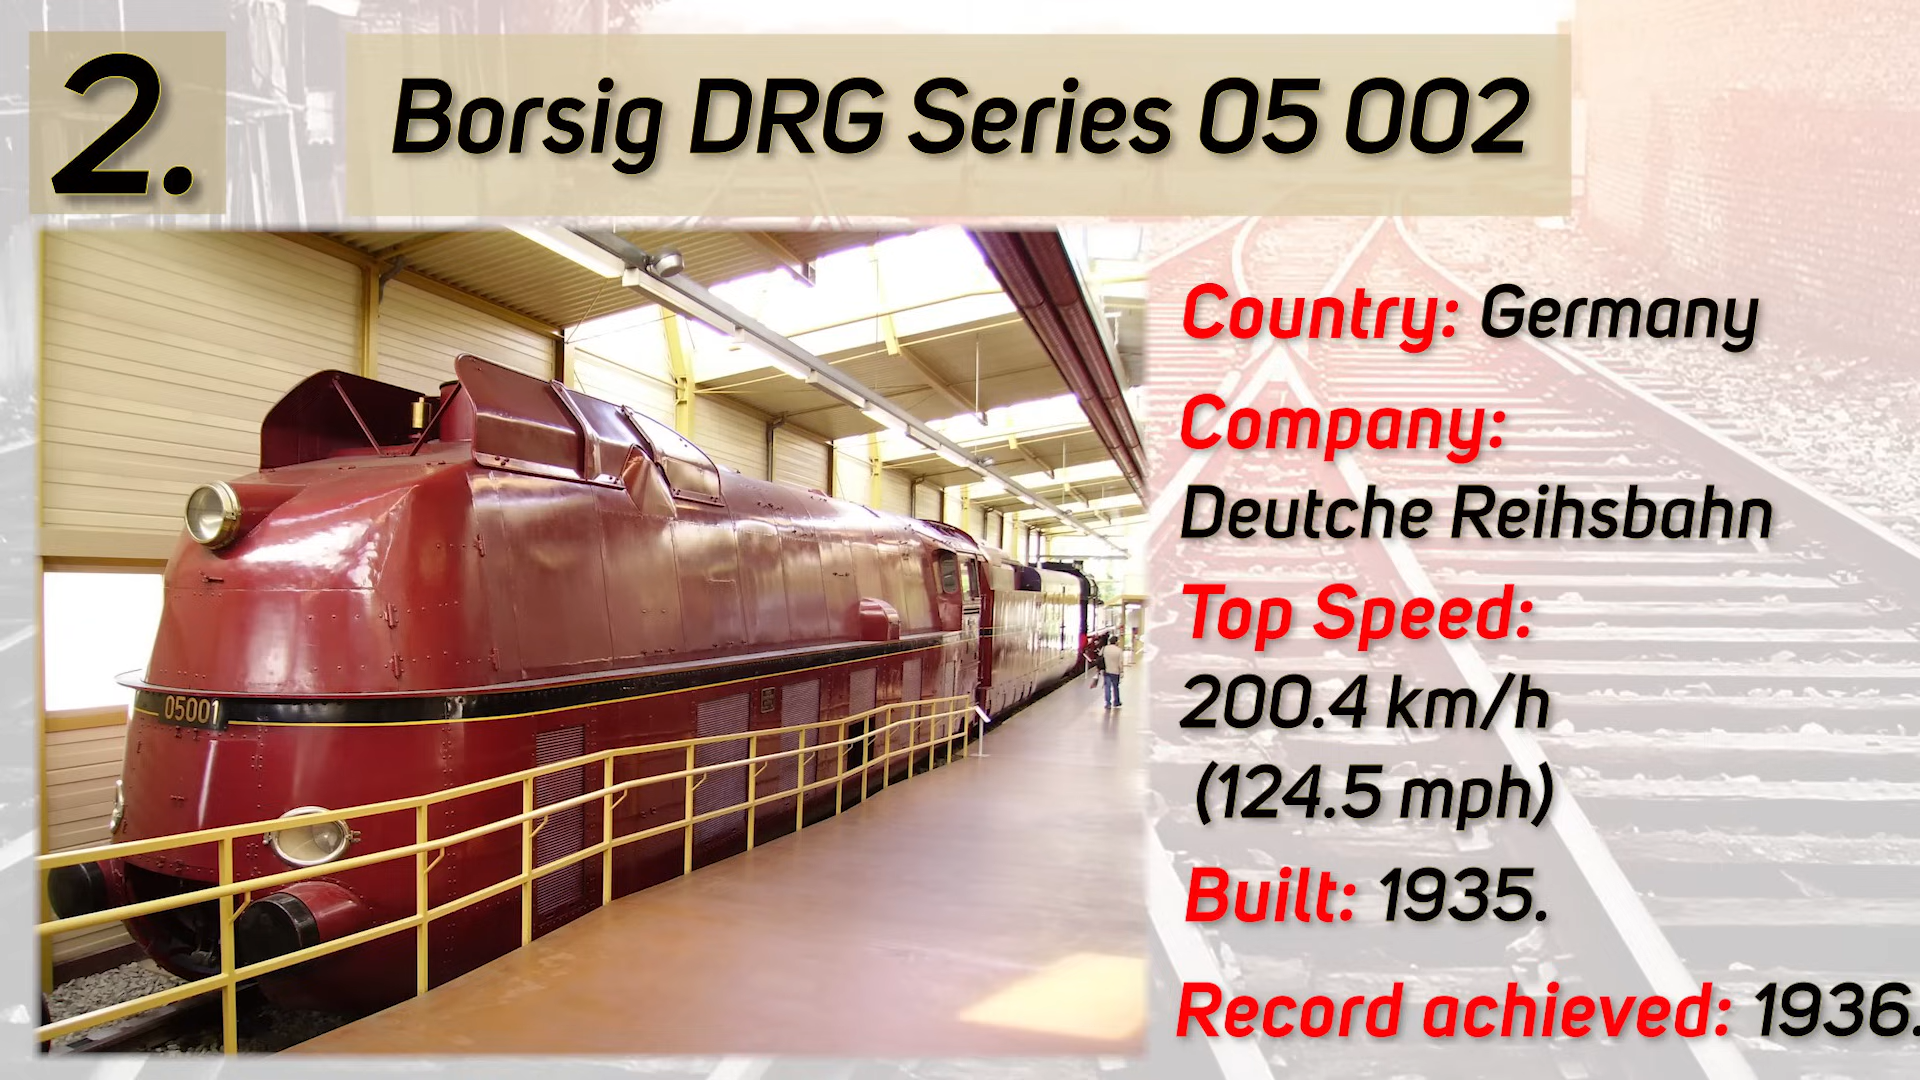 2.
Borsig DRG Series 05 002
Country: Germany
Company:
Deutche Reihsbahn
Top Speed:
200.4 km/h
(124.5 mph)
Built: 1935.
Record achieved: 1936.
05001